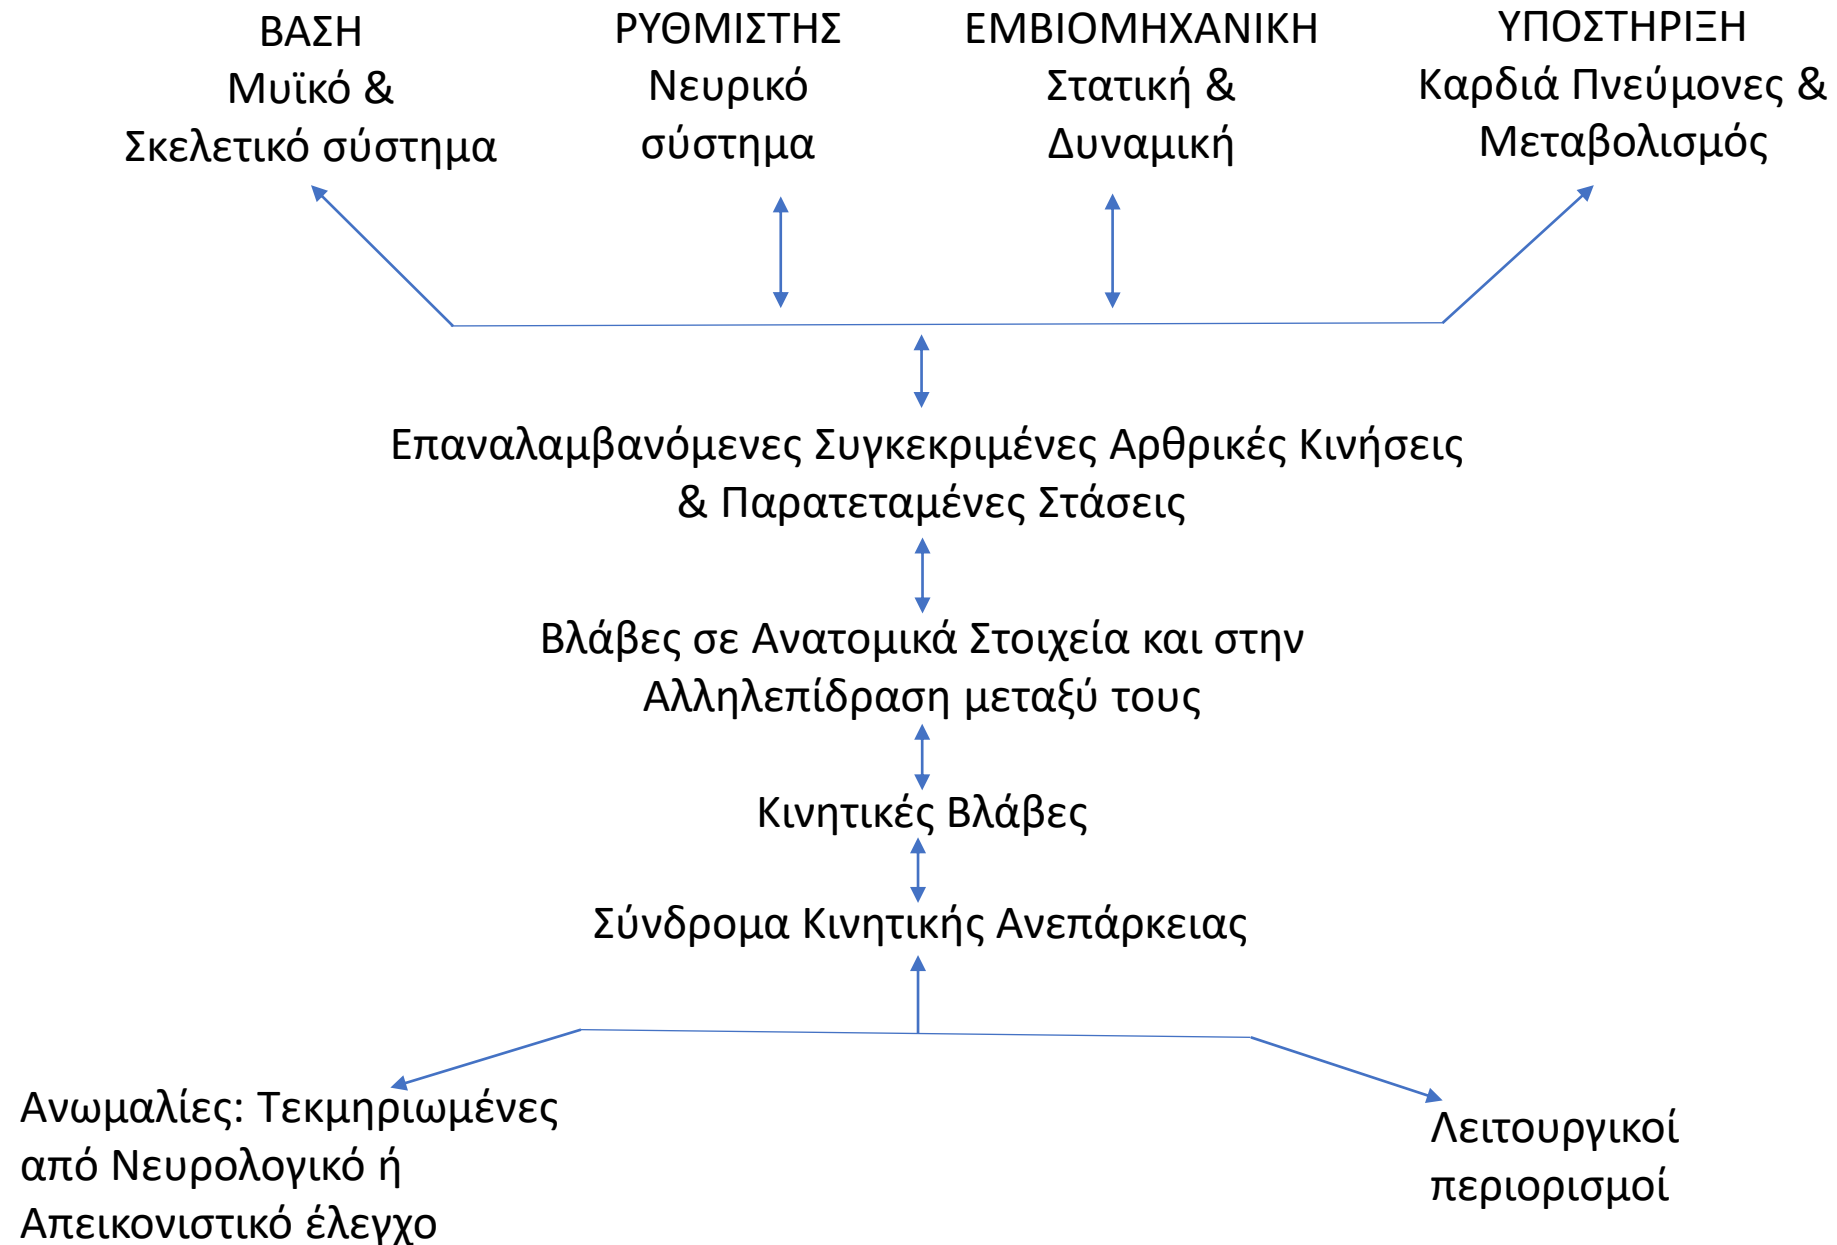 ΒΑΣΗ
Μυϊκό &
Σκελετικό σύστημα
ΡΥΘΜΙΣΤΗΣ
Νευρικό
σύστημα
ΕΜΒΙΟΜΗΧΑΝΙΚΗ
Στατική &
Δυναμική
ΥΠΟΣΤΗΡΙΞΗ
Καρδιά Πνεύμονες &
Μεταβολισμός
Επαναλαμβανόμενες Συγκεκριμένες Αρθρικές Κινήσεις
& Παρατεταμένες Στάσεις
Βλάβες σε Ανατομικά Στοιχεία και στην
Αλληλεπίδραση μεταξύ τους
Κινητικές Βλάβες
Σύνδρομα Κινητικής Ανεπάρκειας
Ανωμαλίες: Τεκμηριωμένες
από Νευρολογικό ή
Απεικονιστικό έλεγχο
Λειτουργικοί
περιορισμοί